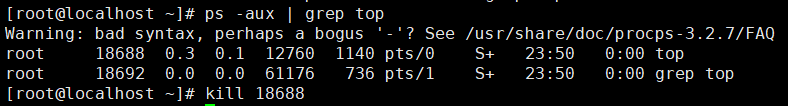 [root@localhost ~]# ps -aux | grep top
Warning: bad syntax, perhaps a bogus '-'? See /usr/share/doc/procps-3.2.7/FAQ
root     18688  0.3  0.1  12760  1140 pts/0    S+   23:50   0:00 top
root     18692  0.0  0.0  61176   736 pts/1    S+   23:50   0:00 grep top
[root@localhost ~]# kill 18688